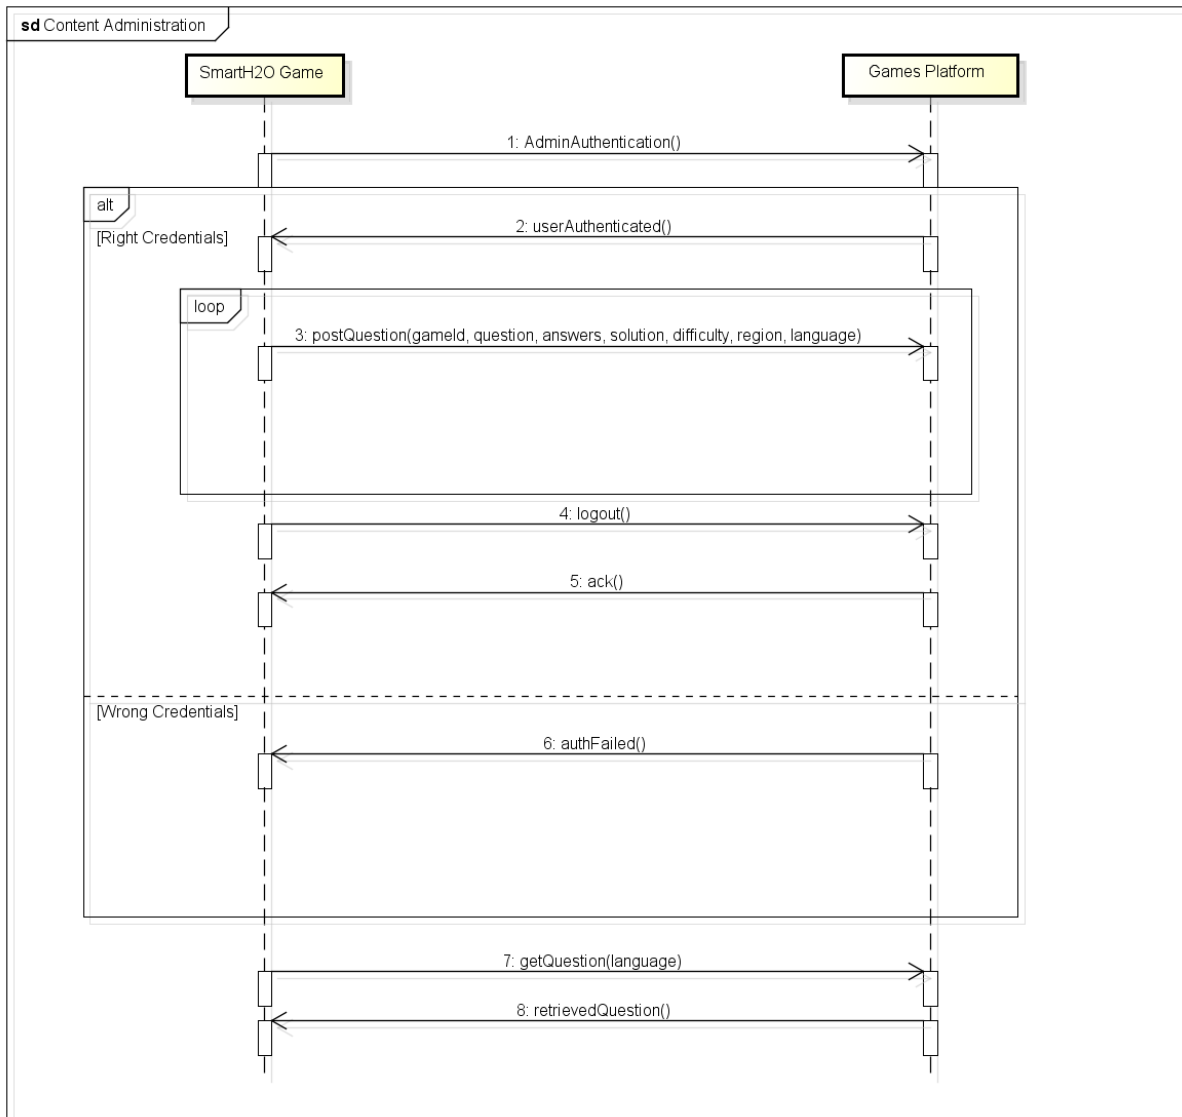 sd Content Administration
SmartH2O Game
Games Platform
1: AdminAuthentication()
alt
[Right Credentials]
2: userAuthenticated()
loop
3: postQuestion(gameId, question, answers, solution, difficulty, region, language)
4: logout()
5: ack()
[Wrong Credentials]
6: authFailed()
7: getQuestion(language)
8: retrievedQuestion()